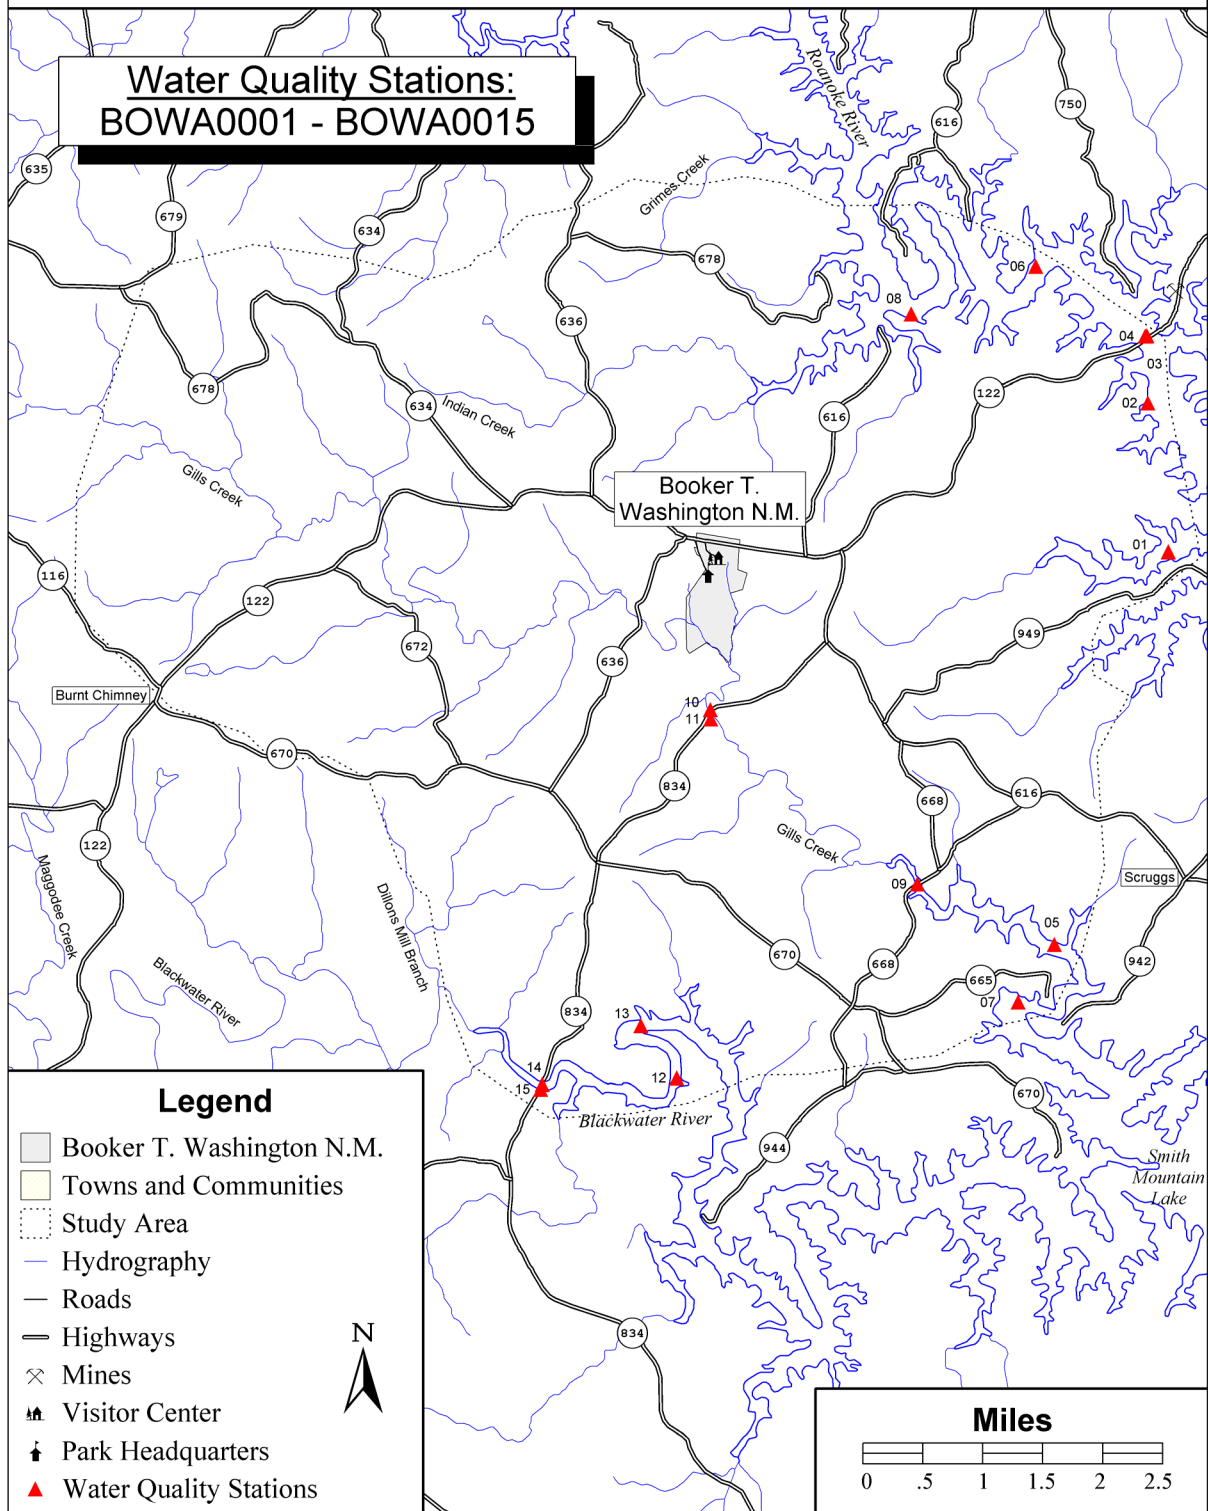 Water Quality Stations:
BOWA0001 - BOWA0015
Roanoke River
750
616
635
Grimes Creek
679
634
678
06
08
636
04
03
678
122
02
634
Indian Creek
616
Gills Creek
Booker T.
Washington N.M.
01
116
122
949
672
636
Burnt Chimney
10
11
670
834
668
616
Gills Creek
122
Maggodee Creek
Scruggs
09
Dillons Mill Branch
05
670
668
942
Blackwater River
665
07
834
13
14
15
12
670
Blackwater River
944
Smith
Mountain
Lake
834
Legend
Booker T. Washington N.M.
Towns and Communities
Study Area
Hydrography
Roads
Highways
Mines
Visitor Center
Park Headquarters
Water Quality Stations
N
Miles
0 .5 1 1.5 2 2.5